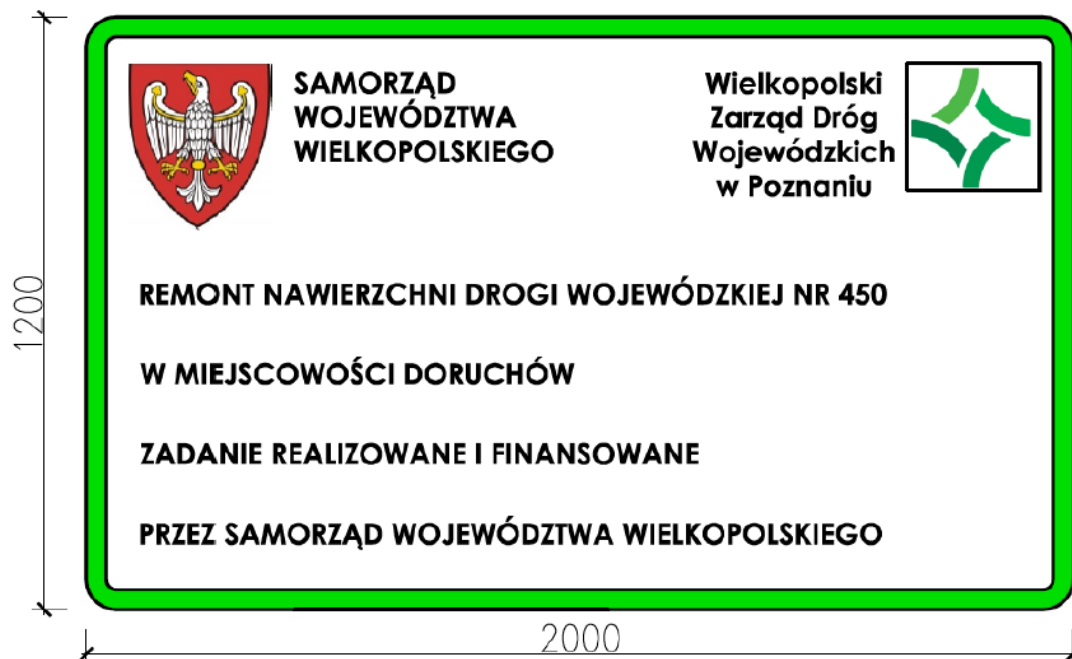 SAMORZĄD
WOJEWÓDZTWA
WIELKOPOLSKIEGO
Wielkopolski
Zarząd Dróg
Wojewódzkich
w Poznaniu
REMONT NAWIERZCHNI DROGI WOJEWÓDZKIEJ NR 450
W MIEJSCOWOŚCI DORUCHÓW
ZADANIE REALIZOWANE I FINANSOWANE
PRZEZ SAMORZĄD WOJEWÓDZTWA WIELKOPOLSKIEGO
1200
2000